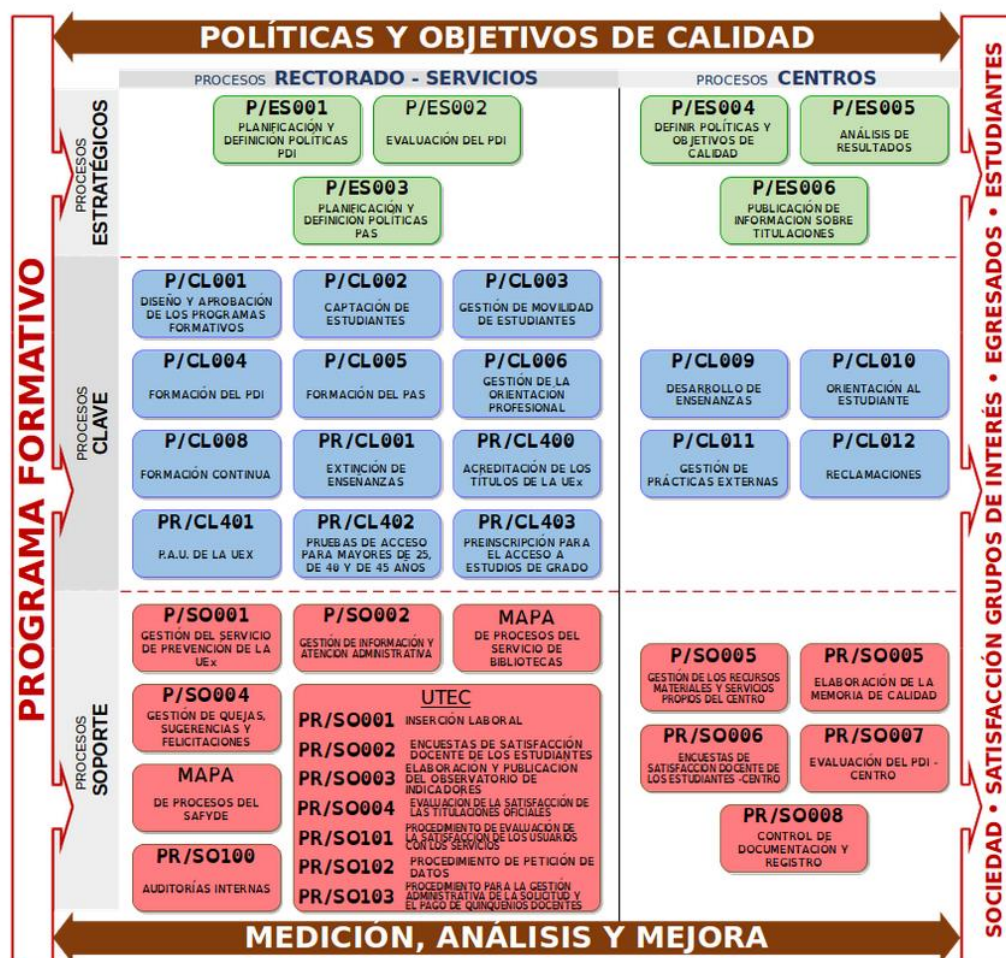 POLÍTICAS Y OBJETIVOS DE CALIDAD
PROCESOS RECTORADO - SERVICIOS
PROCESOS CENTROS
PROGRAMA FORMATIVO
PROCESOS
ESTRATÉGICOS
P/ES001
PLANIFICACIÓN Y
DEFINICIÓN POLÍTICAS
PDI
P/ES002
EVALUACIÓN DEL PDI
P/ES003
PLANIFICACIÓN Y
DEFINICIÓN POLÍTICAS
PAS
P/ES004
DEFINIR POLÍTICAS Y
OBJETIVOS DE
CALIDAD
P/ES005
ANÁLISIS DE
RESULTADOS
P/ES006
PUBLICACIÓN DE
INFORMACIÓN SOBRE
TITULACIONES
PROCESOS
CLAVE
P/CL001
DISEÑO Y APROBACIÓN
DE LOS PROGRAMAS
FORMATIVOS
P/CL002
CAPTACIÓN DE
ESTUDIANTES
P/CL003
GESTIÓN DE MOVILIDAD
DE ESTUDIANTES
P/CL004
FORMACIÓN DEL PDI
P/CL005
FORMACIÓN DEL PAS
P/CL006
GESTIÓN DE LA
ORIENTACIÓN
PROFESIONAL
P/CL008
FORMACIÓN CONTINUA
PR/CL001
EXTINCIÓN DE
ENSEÑANZAS
PR/CL400
ACREDITACIÓN DE LOS
TÍTULOS DE LA UEx
PR/CL401
P.A.U. DE LA UEX
PR/CL402
PRUEBAS DE ACCESO
PARA MAYORES DE 25,
DE 40 Y DE 45 AÑOS
PR/CL403
PREINSCRIPCIÓN PARA
EL ACCESO A
ESTUDIOS DE GRADO
P/CL009
DESARROLLO DE
ENSEÑANZAS
P/CL010
ORIENTACIÓN AL
ESTUDIANTE
P/CL011
GESTIÓN DE
PRÁCTICAS EXTERNAS
P/CL012
RECLAMACIONES
PROCESOS
SOPORTE
P/SO001
GESTIÓN DEL SERVICIO
DE PREVENCIÓN DE LA
UEx
P/SO002
GESTIÓN DE INFORMACIÓN Y
ATENCIÓN ADMINISTRATIVA
MAPA
DE PROCESOS DEL
SERVICIO DE
BIBLIOTECAS
P/SO004
GESTIÓN DE QUEJAS,
SUGERENCIAS Y
FELICITACIONES
MAPA
DE PROCESOS DEL
SAFYDE
PR/SO100
AUDITORÍAS INTERNAS
UTEC
PR/SO001 INSERCIÓN LABORAL
PR/SO002 ENCUESTAS DE SATISFACCIÓN
DOCENTE DE LOS ESTUDIANTES
PR/SO003 ELABORACIÓN Y PUBLICACIÓN
DEL OBSERVATORIO DE
INDICADORES
PR/SO004 EVALUACIÓN DE LA SATISFACCIÓN DE
LAS TITULACIONES OFICIALES
PR/SO101 PROCEDIMIENTO DE EVALUACIÓN DE
LA SATISFACCIÓN DE LOS USUARIOS
CON LOS SERVICIOS
PR/SO102 PROCEDIMIENTO DE PETICIÓN DE
DATOS
PR/SO103 PROCEDIMIENTO PARA LA GESTIÓN
ADMINISTRATIVA DE LA SOLICITUD Y
EL PAGO DE QUINQUENIOS DOCENTES
P/SO005
GESTIÓN DE LOS RECURSOS
MATERIALES Y SERVICIOS
PROPIOS DEL CENTRO
PR/SO005
ELABORACIÓN DE LA
MEMORIA DE CALIDAD
PR/SO006
ENCUESTAS DE
SATISFACCIÓN DOCENTE DE
LOS ESTUDIANTES -CENTRO
PR/SO007
EVALUACIÓN DEL PDI -
CENTRO
PR/SO008
CONTROL DE
DOCUMENTACIÓN Y
REGISTRO
SOCIEDAD • SATISFACCIÓN GRUPOS DE INTERÉS • EGRESADOS • ESTUDIANTES
MEDICIÓN, ANÁLISIS Y MEJORA